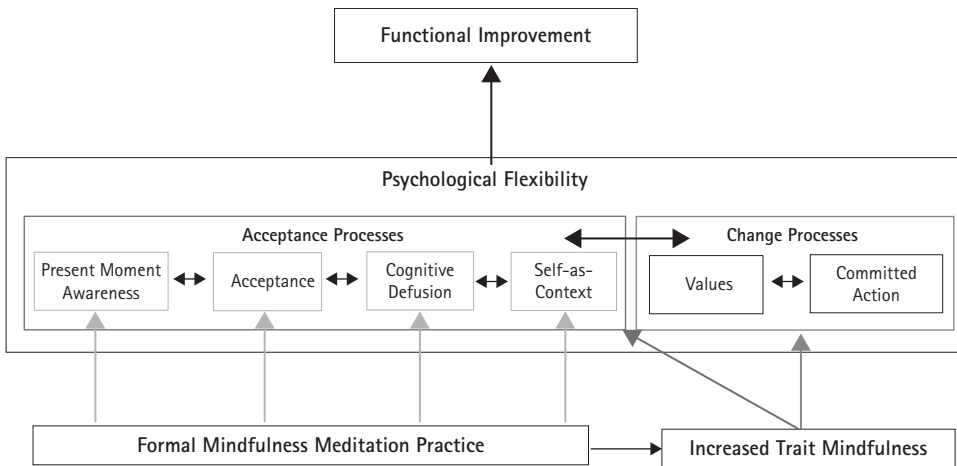 Functional Improvement
Psychological Flexibility
Acceptance Processes
Change Processes
Present Moment
Awareness
Acceptance
Cognitive
Defusion
Self-as-
Context
Values
Committed
Action
Formal Mindfulness Meditation Practice
Increased Trait Mindfulness